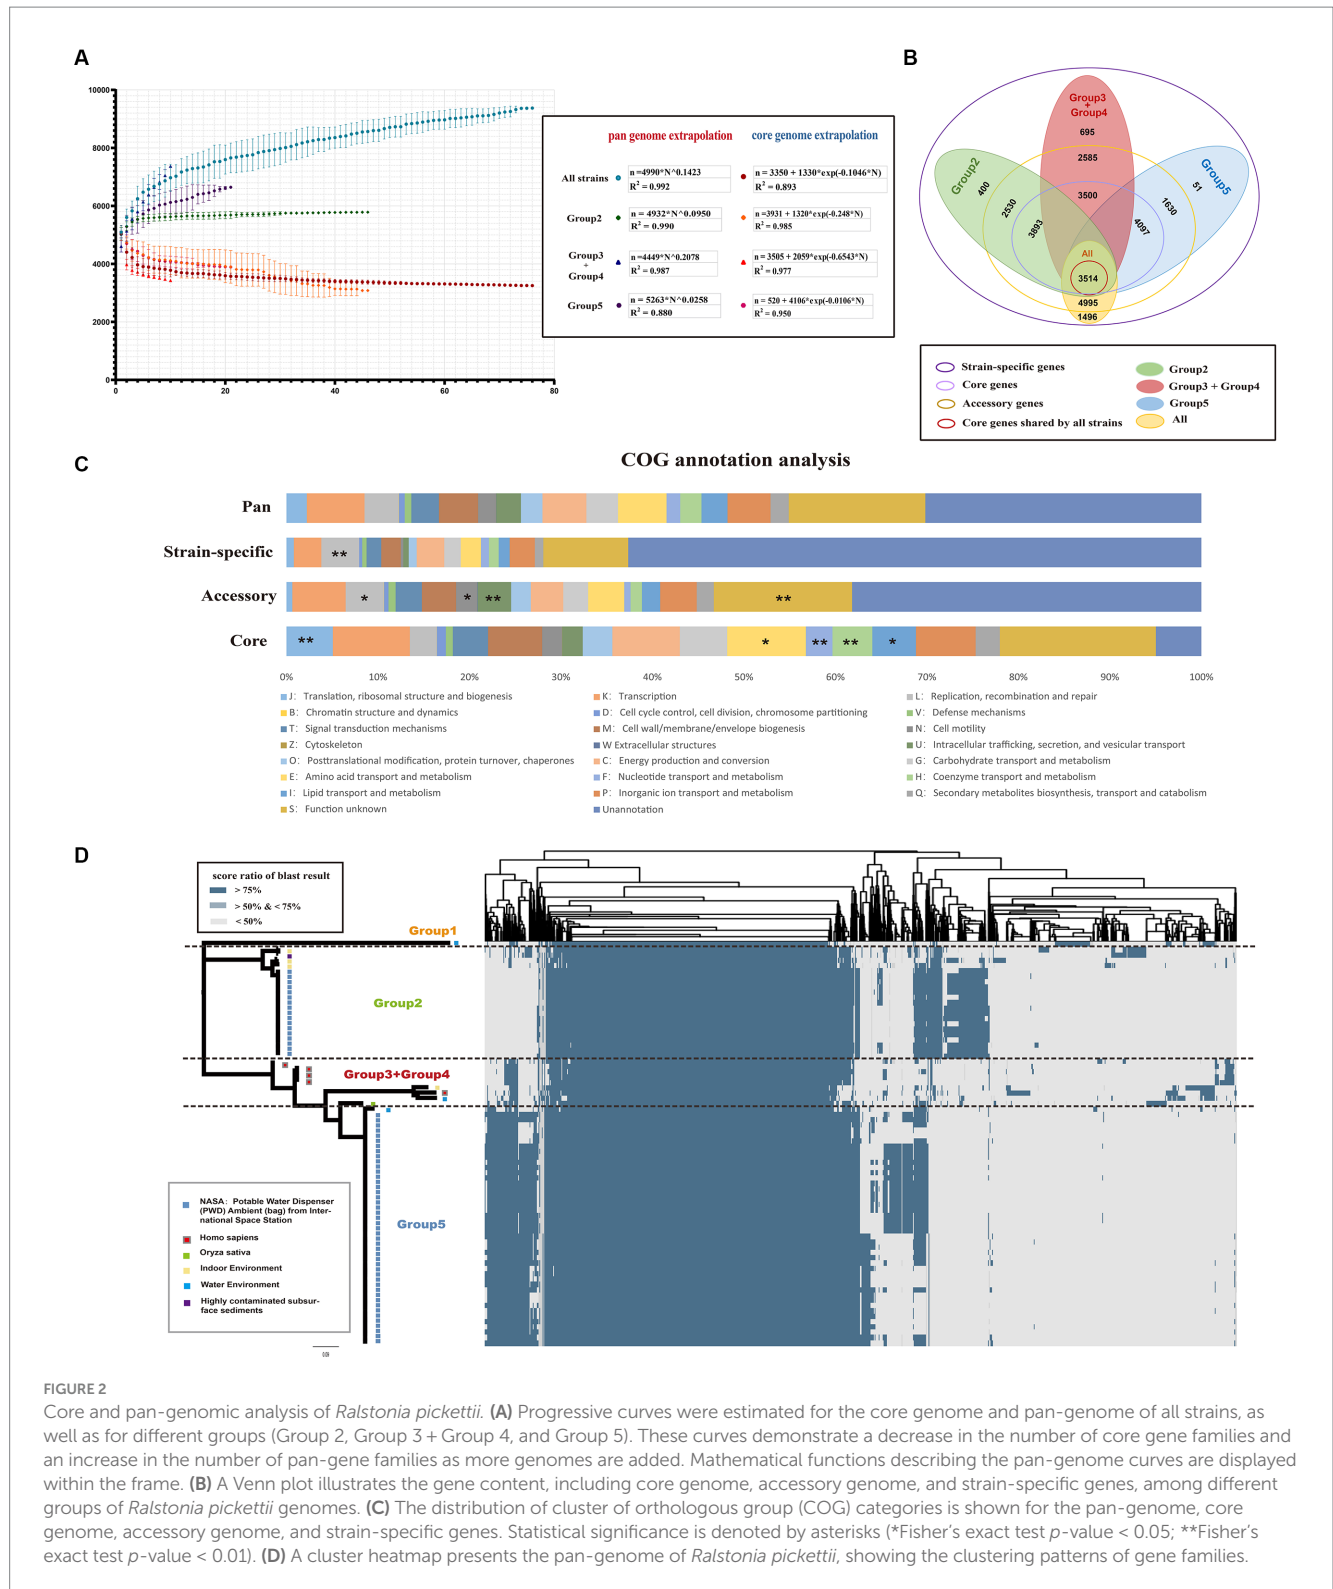 A
10000
8000
6000
4000
2000
0
0
20
40
60
80
pan genome extrapolation
core genome extrapolation
All strains
n =4990*N^0.1423
R² = 0.992
n = 3350 + 1330*exp(-0.1046*N)
R² = 0.893
Group2
n = 4932*N^0.0950
R² = 0.990
n =3931 + 1320*exp(-0.248*N)
R² = 0.985
Group3
+
Group4
n =4449*N^0.2078
R² = 0.987
n = 3505 + 2059*exp(-0.6543*N)
R² = 0.977
Group5
n = 5263*N^0.0258
R² = 0.880
n = 520 + 4106*exp(-0.0106*N)
R² = 0.950
B
Group3
+
Group4
695
2585
3500
Group2
400
2530
3893
Group5
51
1630
4097
All
3514
4995
1496
Strain-specific genes
Core genes
Accessory genes
Core genes shared by all strains
Group2
Group3 + Group4
Group5
All
C
COG annotation analysis
Pan
Strain-specific
**
Accessory
* * ** **
Core
** * ** ** *
0% 10% 20% 30% 40% 50% 60% 70% 80% 90% 100%
J: Translation, ribosomal structure and biogenesis
K: Transcription
L: Replication, recombination and repair
B: Chromatin structure and dynamics
D: Cell cycle control, cell division, chromosome partitioning
V: Defense mechanisms
T: Signal transduction mechanisms
M: Cell wall/membrane/envelope biogenesis
N: Cell motility
Z: Cytoskeleton
W Extracellular structures
U: Intracellular trafficking, secretion, and vesicular transport
O: Posttranslational modification, protein turnover, chaperones
C: Energy production and conversion
G: Carbohydrate transport and metabolism
E: Amino acid transport and metabolism
F: Nucleotide transport and metabolism
H: Coenzyme transport and metabolism
I: Lipid transport and metabolism
P: Inorganic ion transport and metabolism
Q: Secondary metabolites biosynthesis, transport and catabolism
S: Function unknown
Unannotation
D
score ratio of blast result
> 75%
> 50% & < 75%
< 50%
Group1
Group2
Group3+Group4
Group5
NASA: Potable Water Dispenser
(PWD) Ambient (bag) from Inter-
national Space Station
Homo sapiens
Oryza sativa
Indoor Environment
Water Environment
Highly contaminated subsur-
face sediments
FIGURE 2
Core and pan-genomic analysis of Ralstonia pickettii. (A) Progressive curves were estimated for the core genome and pan-genome of all strains, as
well as for different groups (Group 2, Group 3 + Group 4, and Group 5). These curves demonstrate a decrease in the number of core gene families and
an increase in the number of pan-gene families as more genomes are added. Mathematical functions describing the pan-genome curves are displayed
within the frame. (B) A Venn plot illustrates the gene content, including core genome, accessory genome, and strain-specific genes, among different
groups of Ralstonia pickettii genomes. (C) The distribution of cluster of orthologous group (COG) categories is shown for the pan-genome, core
genome, accessory genome, and strain-specific genes. Statistical significance is denoted by asterisks (*Fisher's exact test p-value < 0.05; **Fisher's
exact test p-value < 0.01). (D) A cluster heatmap presents the pan-genome of Ralstonia pickettii, showing the clustering patterns of gene families.